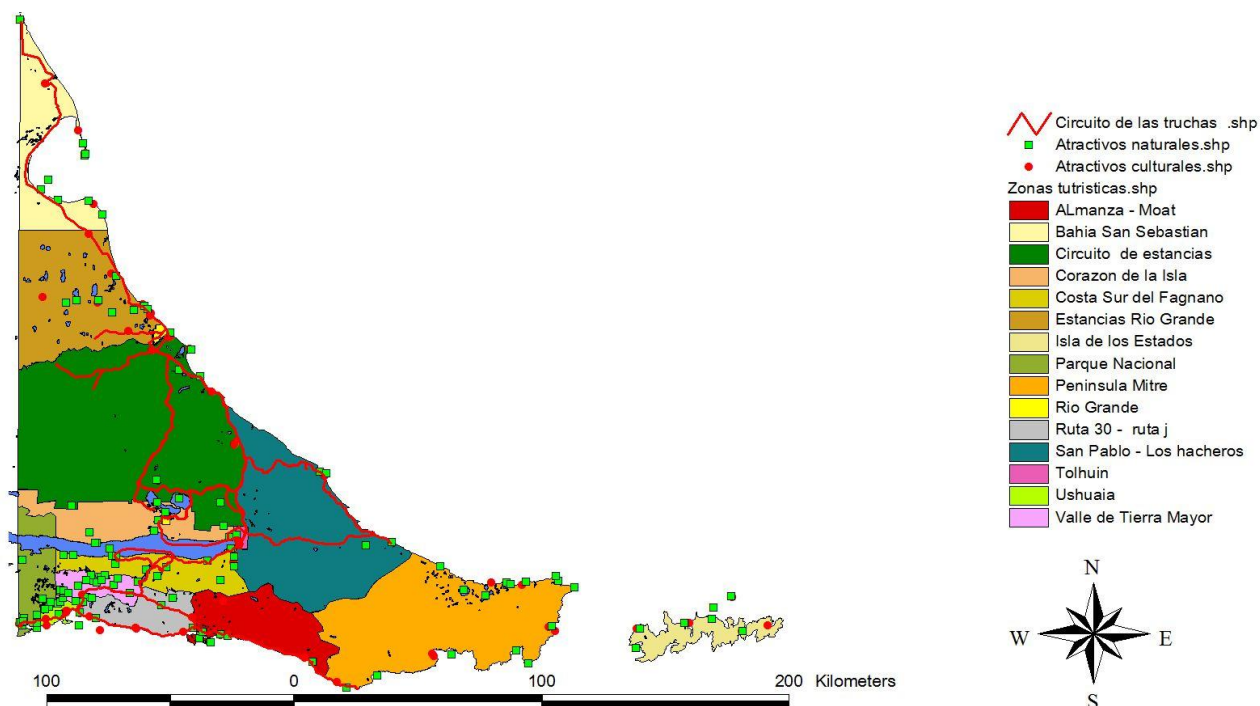 Circuito de las truchas .shp
Atractivos naturales.shp
Atractivos culturales.shp
Zonas tutristicas.shp
ALmanza - Moat
Bahia San Sebastian
Circuito de estancias
Corazon de la Isla
Costa Sur del Fagnano
Estancias Rio Grande
Isla de los Estados
Parque Nacional
Peninsula Mitre
Rio Grande
Ruta 30 - ruta j
San Pablo - Los hacheros
Tolhuin
Ushuaia
Valle de Tierra Mayor
N
W E
S
100 0 100 200 Kilometers